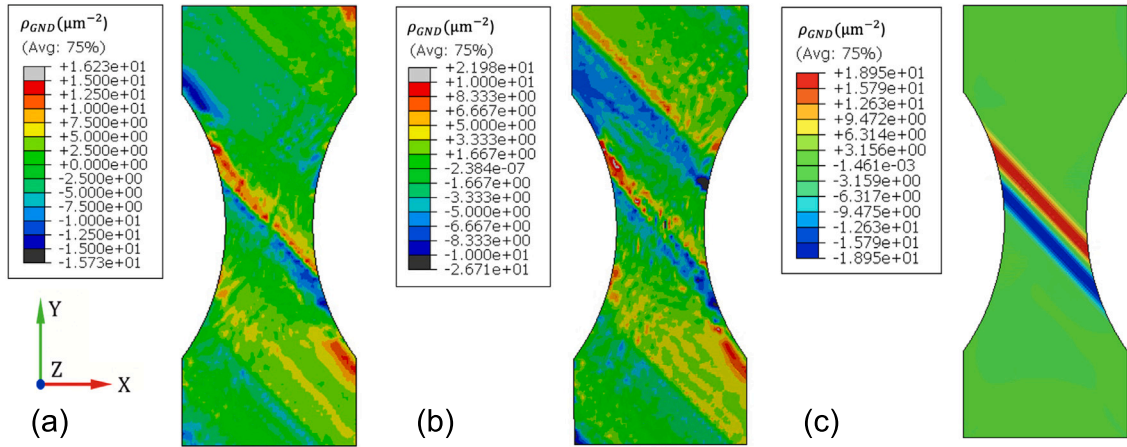 ρGND(μm⁻²)
(Avg: 75%)
+1.623e+01
+1.500e+01
+1.250e+01
+1.000e+01
+7.500e+00
+5.000e+00
+2.500e+00
+0.000e+00
-2.500e+00
-5.000e+00
-7.500e+00
-1.000e+01
-1.250e+01
-1.500e+01
-1.573e+01
Y
Z
X
(a)
ρGND(μm⁻²)
(Avg: 75%)
+2.198e+01
+1.000e+01
+8.333e+00
+6.667e+00
+5.000e+00
+3.333e+00
+1.667e+00
-2.384e-07
-1.667e+00
-3.333e+00
-5.000e+00
-6.667e+00
-8.333e+00
-1.000e+01
-2.671e+01
(b)
ρGND(μm⁻²)
(Avg: 75%)
+1.895e+01
+1.579e+01
+1.263e+01
+9.472e+00
+6.314e+00
+3.156e+00
-1.461e-03
-3.159e+00
-6.317e+00
-9.475e+00
-1.263e+01
-1.579e+01
-1.895e+01
(c)